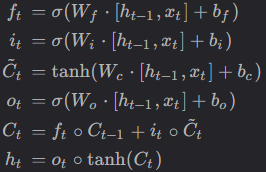 f_t = σ(W_f · [h_{t−1}, x_t] + b_f)
i_t = σ(W_i · [h_{t−1}, x_t] + b_i)
C̃_t = tanh(W_c · [h_{t−1}, x_t] + b_c)
o_t = σ(W_o · [h_{t−1}, x_t] + b_o)
C_t = f_t ∘ C_{t−1} + i_t ∘ C̃_t
h_t = o_t ∘ tanh(C_t)